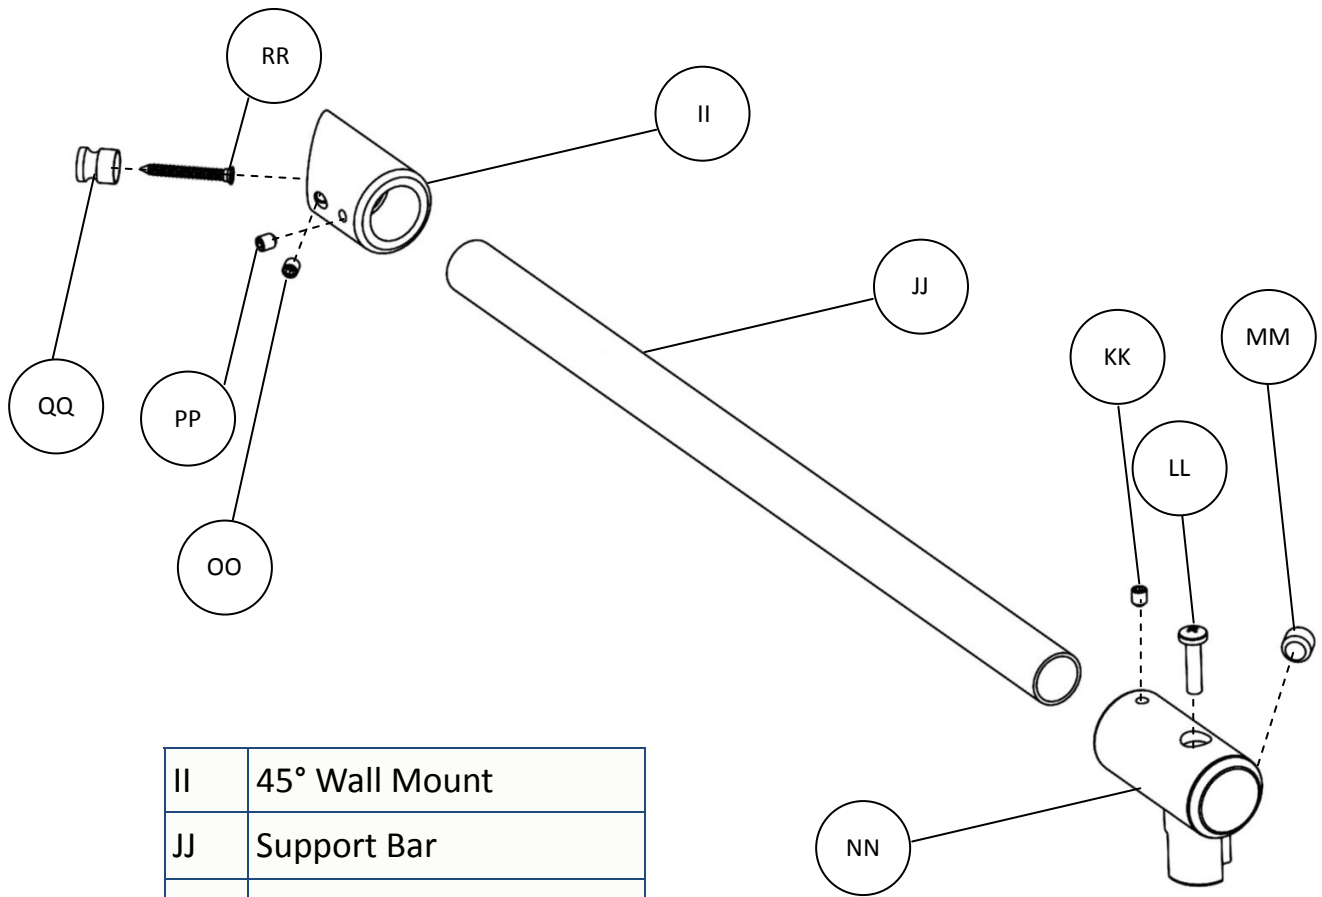 RR
II
JJ
KK
MM
QQ
PP
LL
OO
NN
II 45° Wall Mount
JJ Support Bar